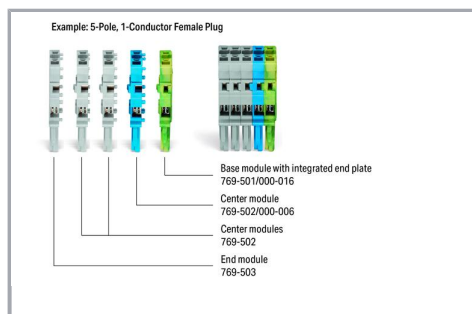 Example: 5-Pole, 1-Conductor Female Plug
Base module with integrated end plate
769-501/000-016
Center module
769-502/000-006
Center modules
769-502
End module
769-503